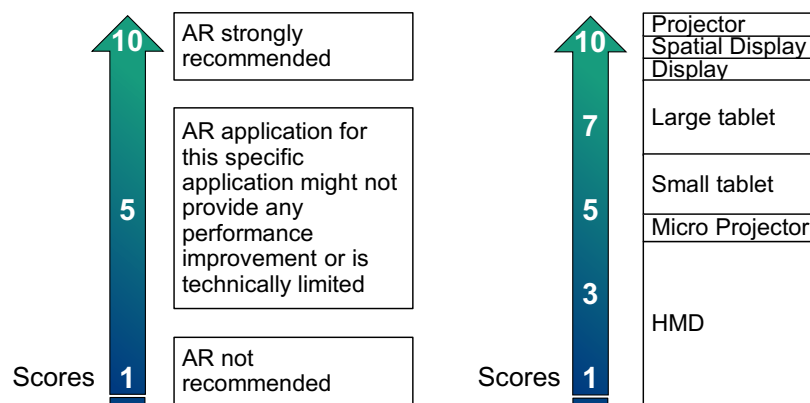 10
AR strongly
recommended
5
AR application for
this specific
application might not
provide any
performance
improvement or is
technically limited
Scores
1
AR not
recommended
10
7
5
3
Scores
1
Projector
Spatial Display
Display
Large tablet
Small tablet
Micro Projector
HMD